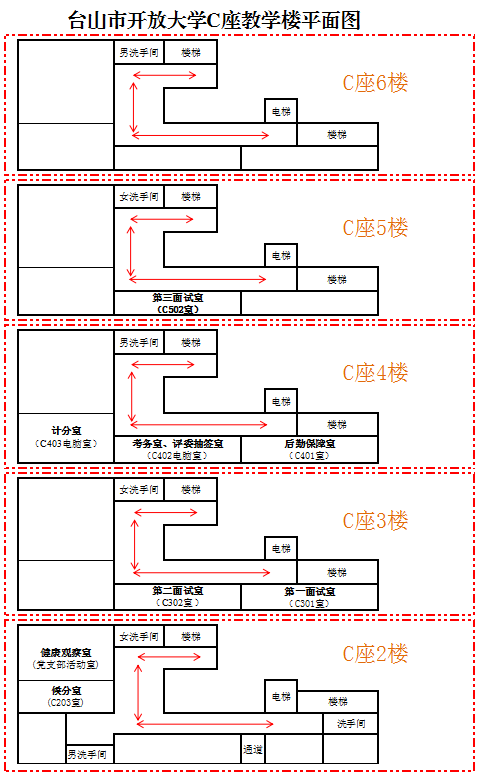 台山市开放大学C座教学楼平面图
男洗手间
楼梯
C座6楼
电梯
楼梯
女洗手间
楼梯
C座5楼
电梯
楼梯
第三面试室
（C502室）
男洗手间
楼梯
C座4楼
电梯
楼梯
计分室
（C403电脑室）
考务室、评委抽签室
（C402电脑室）
后勤保障室
（C401室）
女洗手间
楼梯
C座3楼
电梯
楼梯
第二面试室
（C302室）
第一面试室
（C301室）
女洗手间
楼梯
C座2楼
健康观察室
(党支部活动室)
候分室
(C203室)
电梯
楼梯
洗手间
男洗手间
通道